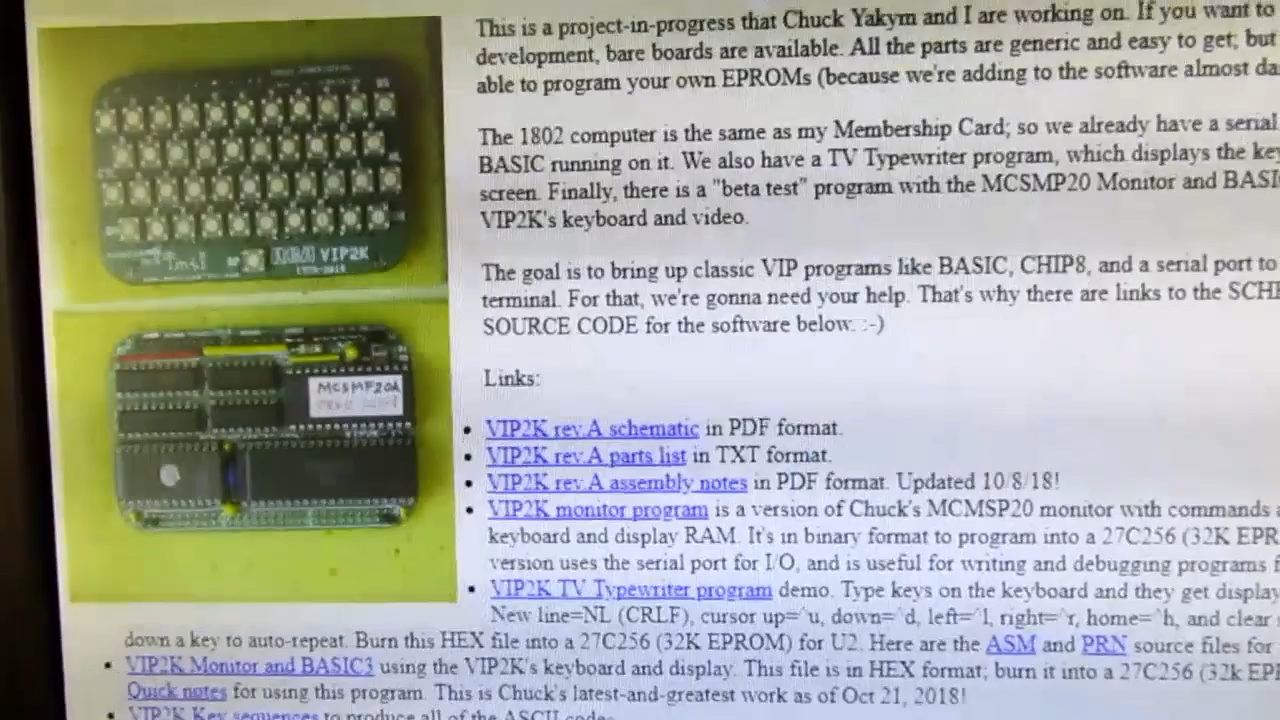 This is a project-in-progress that Chuck Yakym and I are working on. If you want to
development, bare boards are available. All the parts are generic and easy to get; but
able to program your own EPROMs (because we're adding to the software almost da
The 1802 computer is the same as my Membership Card; so we already have a serial
BASIC running on it. We also have a TV Typewriter program, which displays the key
screen. Finally, there is a "beta test" program with the MCSMP20 Monitor and BASI
VIP2K's keyboard and video.
The goal is to bring up classic VIP programs like BASIC, CHIP8, and a serial port to
terminal. For that, we're gonna need your help. That's why there are links to the SCHE
SOURCE CODE for the software below. :-)
Links:
• VIP2K rev.A schematic in PDF format.
• VIP2K rev.A parts list in TXT format.
• VIP2K rev.A assembly notes in PDF format. Updated 10/8/18!
• VIP2K monitor program is a version of Chuck's MCMSP20 monitor with commands
keyboard and display RAM. It's in binary format to program into a 27C256 (32K EPR
version uses the serial port for I/O, and is useful for writing and debugging programs f
• VIP2K TV Typewriter program demo. Type keys on the keyboard and they get display
New line=NL (CRLF), cursor up=^u, down=^d, left=^l, right=^r, home=^h, and clear
down a key to auto-repeat. Burn this HEX file into a 27C256 (32K EPROM) for U2. Here are the ASM and PRN source files for
• VIP2K Monitor and BASIC3 using the VIP2K's keyboard and display. This file is in HEX format; burn it into a 27C256 (32k EP
Quick notes for using this program. This is Chuck's latest-and-greatest work as of Oct 21, 2018!
• VIP2K Key sequences to produce all of the ASCII codes
VIP2K
MCSMP20A